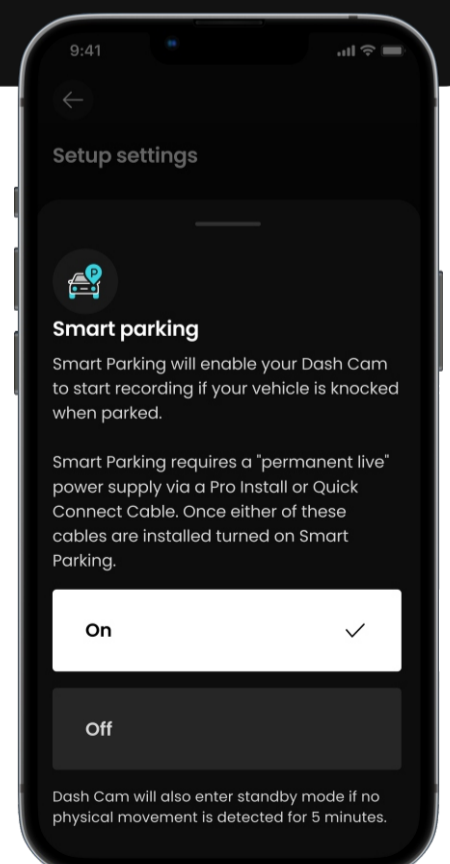 9:41
Setup settings
P
Smart parking
Smart Parking will enable your Dash Cam
to start recording if your vehicle is knocked
when parked.
Smart Parking requires a "permanent live"
power supply via a Pro Install or Quick
Connect Cable. Once either of these
cables are installed turned on Smart
Parking.
On
Off
Dash Cam will also enter standby mode if no
physical movement is detected for 5 minutes.